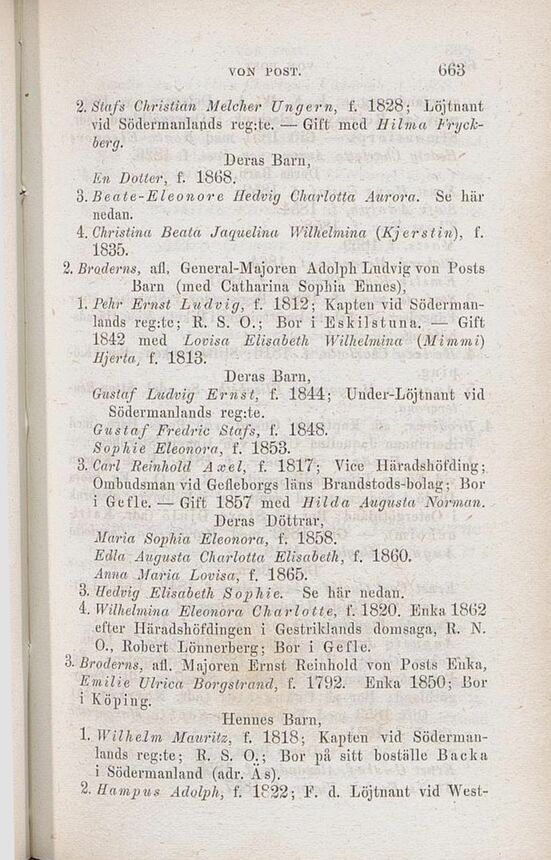 VON POST. 663
2. Stafs Christian Melcher Ungern, f. 1828; Löjtnant
vid Södermanlands reg:te. — Gift med Hilma Fryck-
berg.
Deras Barn,
En Dotter, f. 1868.
3. Beate-Eleonore Hedvig Charlotta Aurora. Se här
nedan.
4. Christina Beata Jaquelina Wilhelmina (Kjerstin), f.
1835.
2. Broderns, afl. General-Majoren Adolph Ludvig von Posts
Barn (med Catharina Sophia Ennes),
1. Pehr Ernst Ludvig, f. 1812; Kapten vid Söderman-
lands reg:te; R. S. O.; Bor i Eskilstuna. — Gift
1842 med Lovisa Elisabeth Wilhelmina (Mimmi)
Hjerta, f. 1813.
Deras Barn,
Gustaf Ludvig Ernst, f. 1844; Under-Löjtnant vid
Södermanlands reg:te.
Gustaf Fredric Stafs, f. 1848.
Sophie Eleonora, f. 1853.
3. Carl Reinhold Axel, f. 1817; Vice Häradshöfding;
Ombudsman vid Gefleborgs läns Brandstods-bolag; Bor
i Gefle. — Gift 1857 med Hilda Augusta Norman.
Deras Döttrar,
Maria Sophia Eleonora, f. 1858.
Edla Augusta Charlotta Elisabeth, f. 1860.
Anna Maria Lovisa, f. 1865.
3. Hedvig Elisabeth Sophie. Se här nedan.
4. Wilhelmina Eleonora Charlotte, f. 1820. Enka 1862
efter Häradshöfdingen i Gestriklands domsaga, R. N.
O., Robert Lönnerberg; Bor i Gefle.
3. Broderns, afl. Majoren Ernst Reinhold von Posts Enka,
Emilie Ulrica Borgstrand, f. 1792. Enka 1850; Bor
i Köping.
Hennes Barn,
1. Wilhelm Mauritz, f. 1818; Kapten vid Söderman-
lands reg:te; R. S. O.; Bor på sitt boställe Backa
i Södermanland (adr. Ås).
2. Hampus Adolph, f. 1822; F. d. Löjtnant vid West-